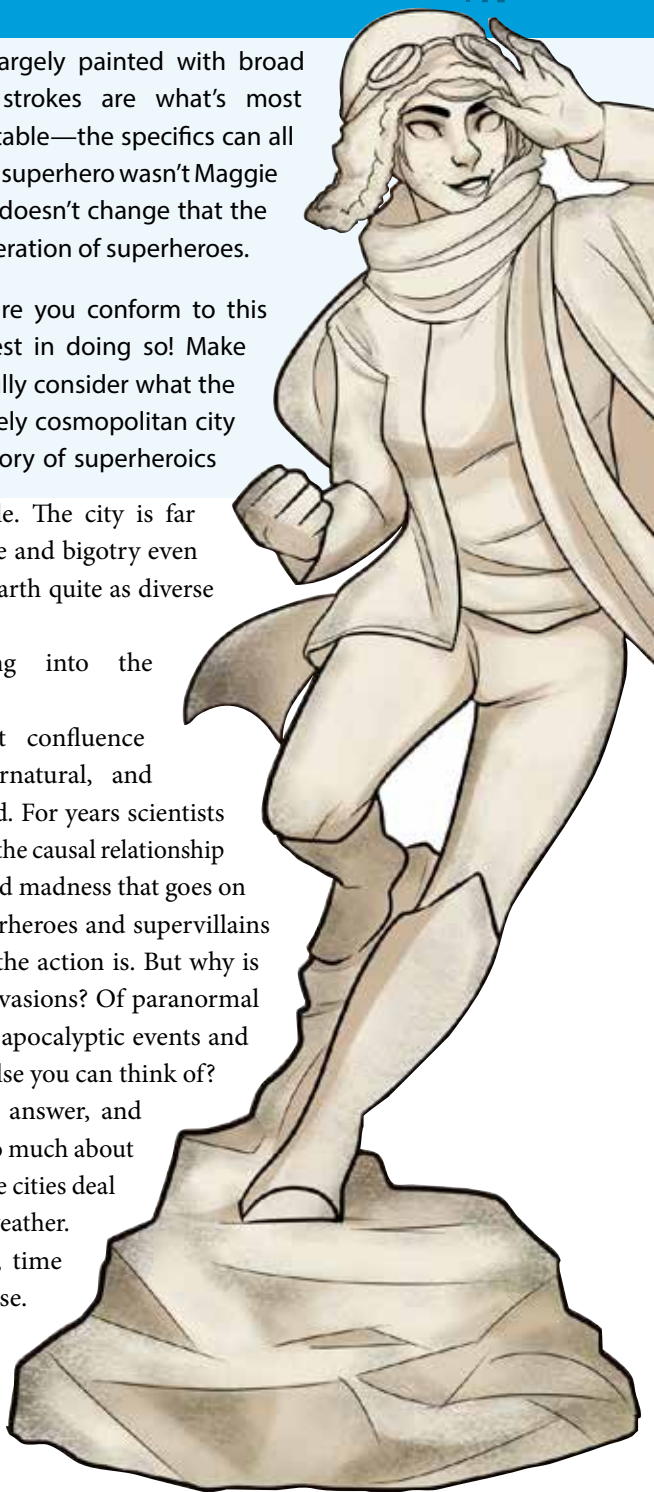 argely painted with broad
strokes are what's most
table—the specifics can all
superhero wasn't Maggie
doesn't change that the
eration of superheroes.
re you conform to this
est in doing so! Make
ally consider what the
ely cosmopolitan city
ory of superheroics
le. The city is far
e and bigotry even
arth quite as diverse
ng into the
t confluence
rnatural, and
d. For years scientists
the causal relationship
d madness that goes on
rheroes and supervillains
the action is. But why is
vasions? Of paranormal
apocalyptic events and
lse you can think of?
answer, and
o much about
e cities deal
eather.
, time
se.